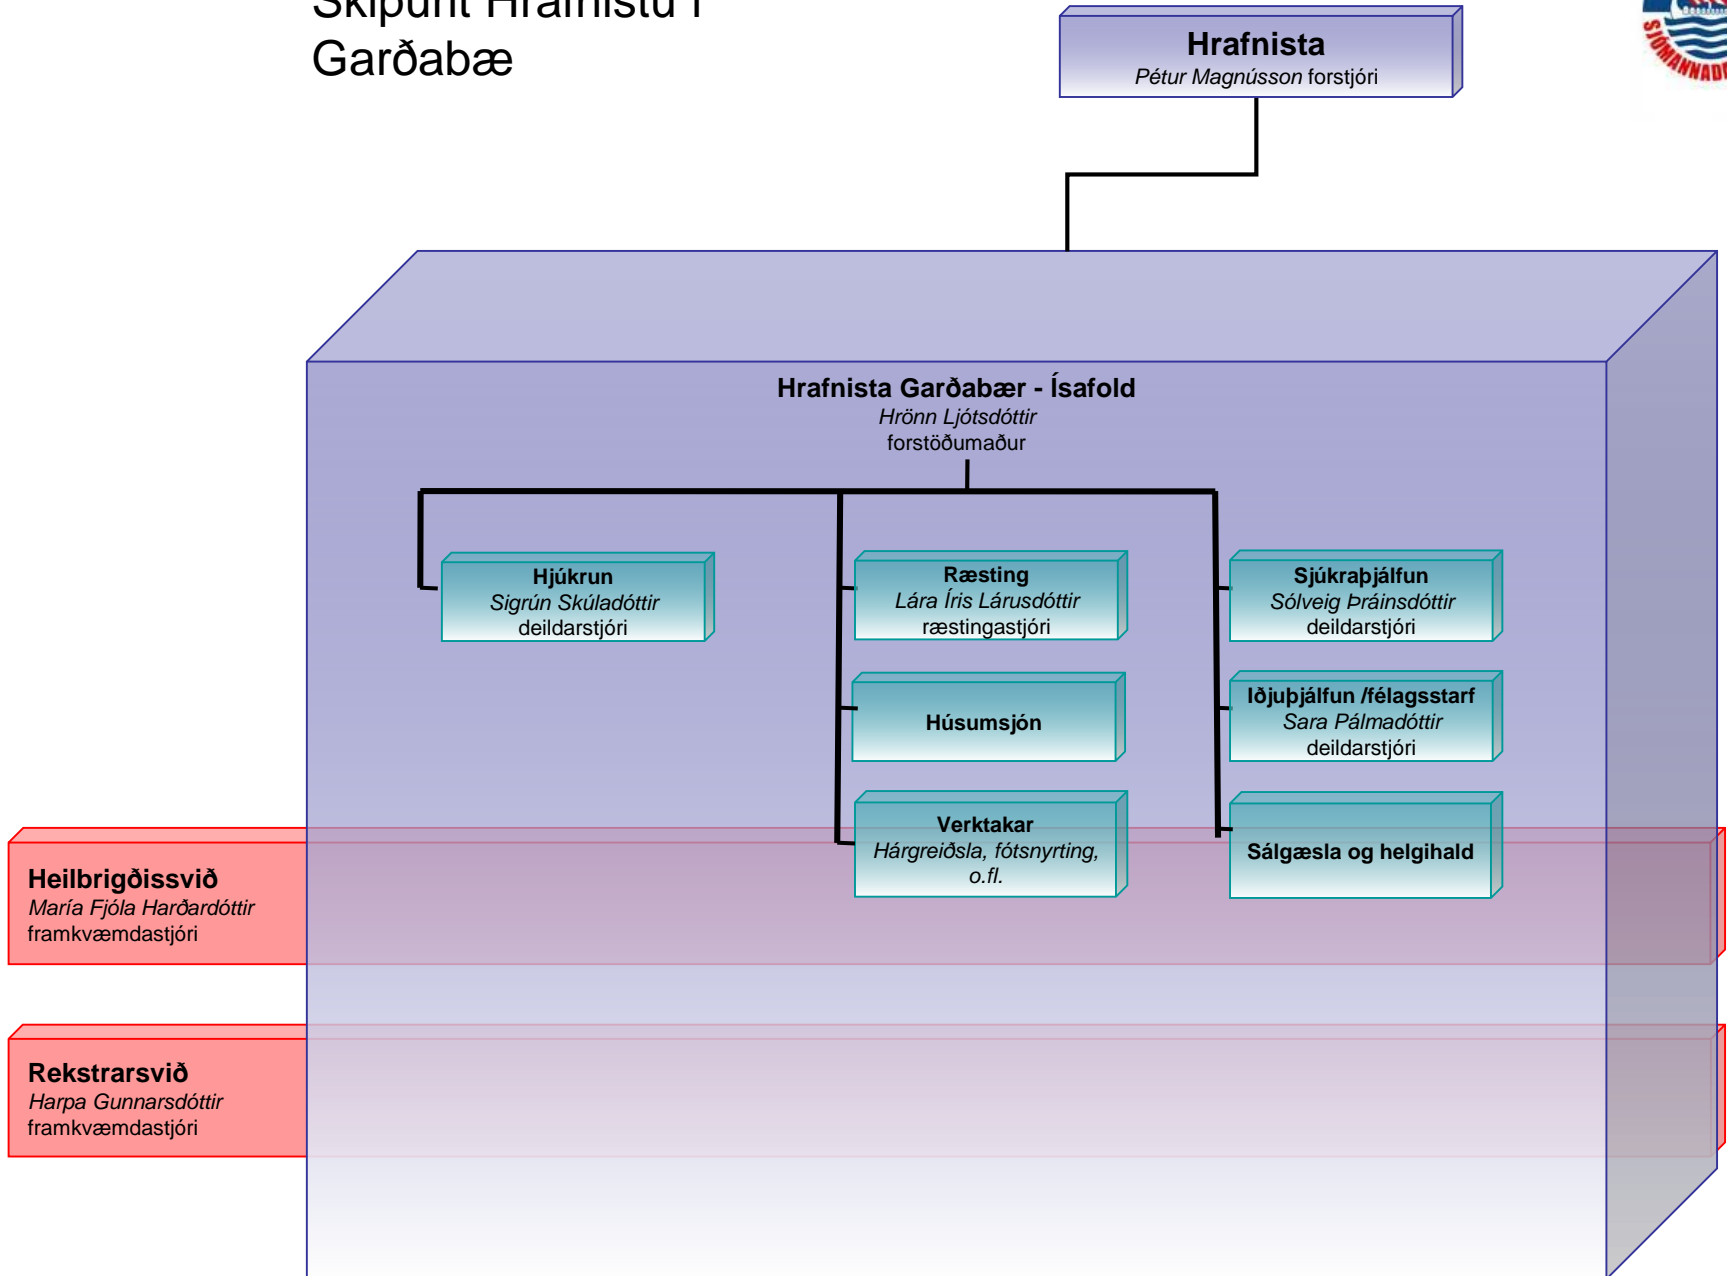 Skipurit Hrafnistu í
Garðabæ
Hrafnista
Pétur Magnússon forstjóri
Hrafnista Garðabær - Ísafold
Hrönn Ljótsdóttir
forstöðumaður
Hjúkrun
Sigrún Skúladóttir
deildarstjóri
Ræsting
Lára Íris Lárusdóttir
ræstingastjóri
Sjúkraþjálfun
Sólveig Þráinsdóttir
deildarstjóri
Húsumsjón
Iðjuþjálfun /félagsstarf
Sara Pálmadóttir
deildarstjóri
Verktakar
Hárgreiðsla, fótsnyrting,
o.fl.
Sálgæsla og helgihald
Heilbrigðissvið
María Fjóla Harðardóttir
framkvæmdastjóri
Rekstrarsvið
Harpa Gunnarsdóttir
framkvæmdastjóri